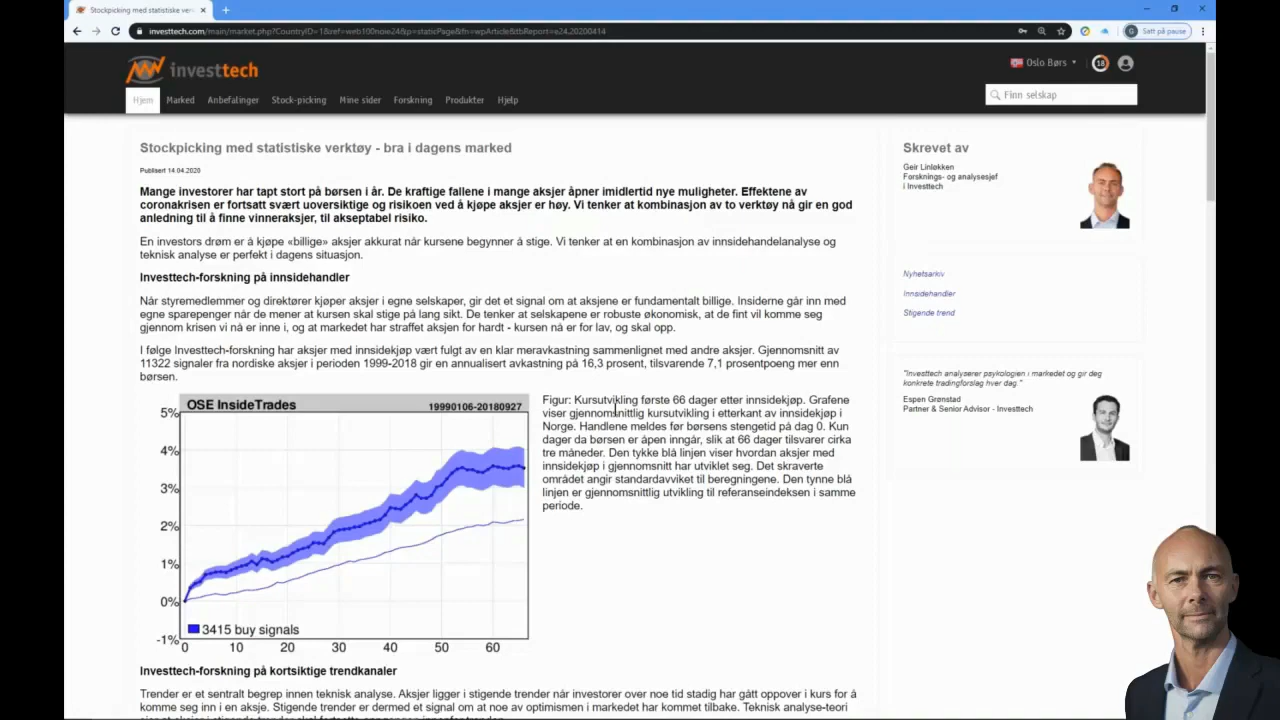 Stockpicking med statistiske verk
investtech.com/main/market.php?CountryID=1&ref=web100now24&p=staticPage&fn=wpArticle&tbReport=e24,20200414
G Satt på pause
investtech
Oslo Børs
18
Hjem Marked Anbefalinger Stock-picking Mine sider Forskning Produkter Hjelp
Finn selskap
Stockpicking med statistiske verktøy - bra i dagens marked
Publisert 14.04.2020
Mange investorer har tapt stort på børsen i år. De kraftige fallene i mange aksjer åpner imidlertid nye muligheter. Effektene av
coronakrisen er fortsatt svært uoversiktige og risikoen ved å kjøpe aksjer er høy. Vi tenker at kombinasjon av to verktøy nå gir en god
anledning til å finne vinneraksjer, til akseptabel risiko.
En investors drøm er å kjøpe «billige» aksjer akkurat når kursene begynner å stige. Vi tenker at en kombinasjon av innsidehandelanalyse og
teknisk analyse er perfekt i dagens situasjon.
Investtech-forskning på innsidehandler
Når styremedlemmer og direktører kjøper aksjer i egne selskaper, gir det et signal om at aksjene er fundamentalt billige. Insiderne går inn med
egne sparepenger når de mener at kursen skal stige på lang sikt. De tenker at selskapene er robuste økonomisk, at de fint vil komme seg
gjennom krisen vi nå er inne i, og at markedet har straffet aksjen for hardt - kursen nå er for lav, og skal opp.
I følge Investtech-forskning har aksjer med innsidekjøp vært fulgt av en klar meravkastning sammenlignet med andre aksjer. Gjennomsnitt av
11322 signaler fra nordiske aksjer i perioden 1999-2018 gir en annualisert avkastning på 16,3 prosent, tilsvarende 7,1 prosentpoeng mer enn
børsen.
OSE InsideTrades 19990106-20180927
5%
4%
3%
2%
1%
0%
-1%
3415 buy signals
0 10 20 30 40 50 60
Figur: Kursutvikling første 66 dager etter innsidekjøp. Grafene
viser gjennomsnittlig kursutvikling i etterkant av innsidekjøp i
Norge. Handlene meldes før børsens stengetid på dag 0. Kun
dager da børsen er åpen inngår, slik at 66 dager tilsvarer cirka
tre måneder. Den tykke blå linjen viser hvordan aksjer med
innsidekjøp i gjennomsnitt har utviklet seg. Det skraverte
området angir standardavviket til beregningene. Den tynne blå
linjen er gjennomsnittlig utvikling til referanseindeksen i samme
periode.
Investtech-forskning på kortsiktige trendkanaler
Trender er et sentralt begrep innen teknisk analyse. Aksjer ligger i stigende trender når investorer over noe tid stadig har gått oppover i kurs for å
komme seg inn i en aksje. Stigende trender er dermed et signal om at noe av optimismen i markedet har kommet tilbake. Teknisk analyse-teori
Skrevet av
Geir Linløkken
Forsknings- og analysesjef
i Investtech
Nyhetsarkiv
Innsidehandler
Stigende trend
"Investtech analyserer psykologien i markedet og gir deg
konkrete tradingforslag hver dag."
Espen Grønstad
Partner & Senior Advisor - Investtech